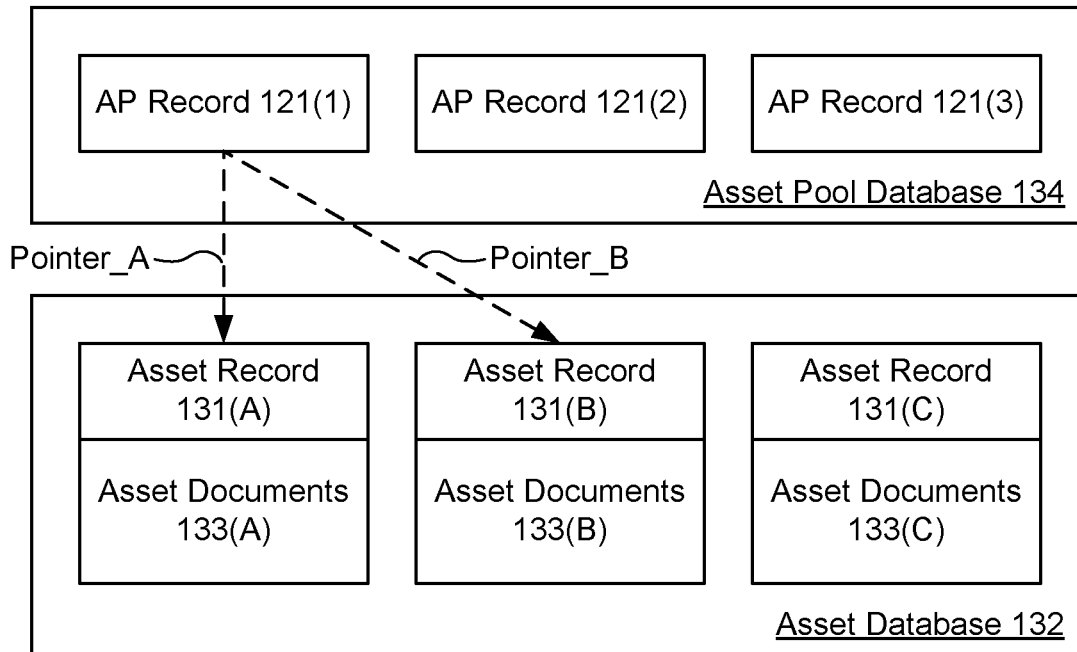 AP Record 121(1)
AP Record 121(2)
AP Record 121(3)
Asset Pool Database 134
Pointer_A
Pointer_B
Asset Record
131(A)
Asset Record
131(B)
Asset Record
131(C)
Asset Documents
133(A)
Asset Documents
133(B)
Asset Documents
133(C)
Asset Database 132